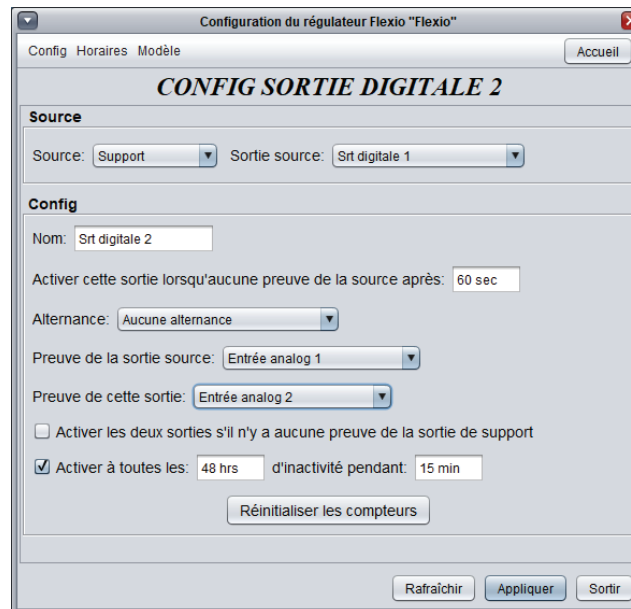 Configuration du régulateur Flexio "Flexio"
Config Horaires Modèle Accueil
CONFIG SORTIE DIGITALE 2
Source
Source: Support Sortie source: Srt digitale 1
Config
Nom: Srt digitale 2
Activer cette sortie lorsqu'aucune preuve de la source après: 60 sec
Alternance: Aucune alternance
Preuve de la sortie source: Entrée analog 1
Preuve de cette sortie: Entrée analog 2
Activer les deux sorties s'il n'y a aucune preuve de la sortie de support
Activer à toutes les: 48 hrs d'inactivité pendant: 15 min
Réinitialiser les compteurs
Rafraîchir Appliquer Sortir